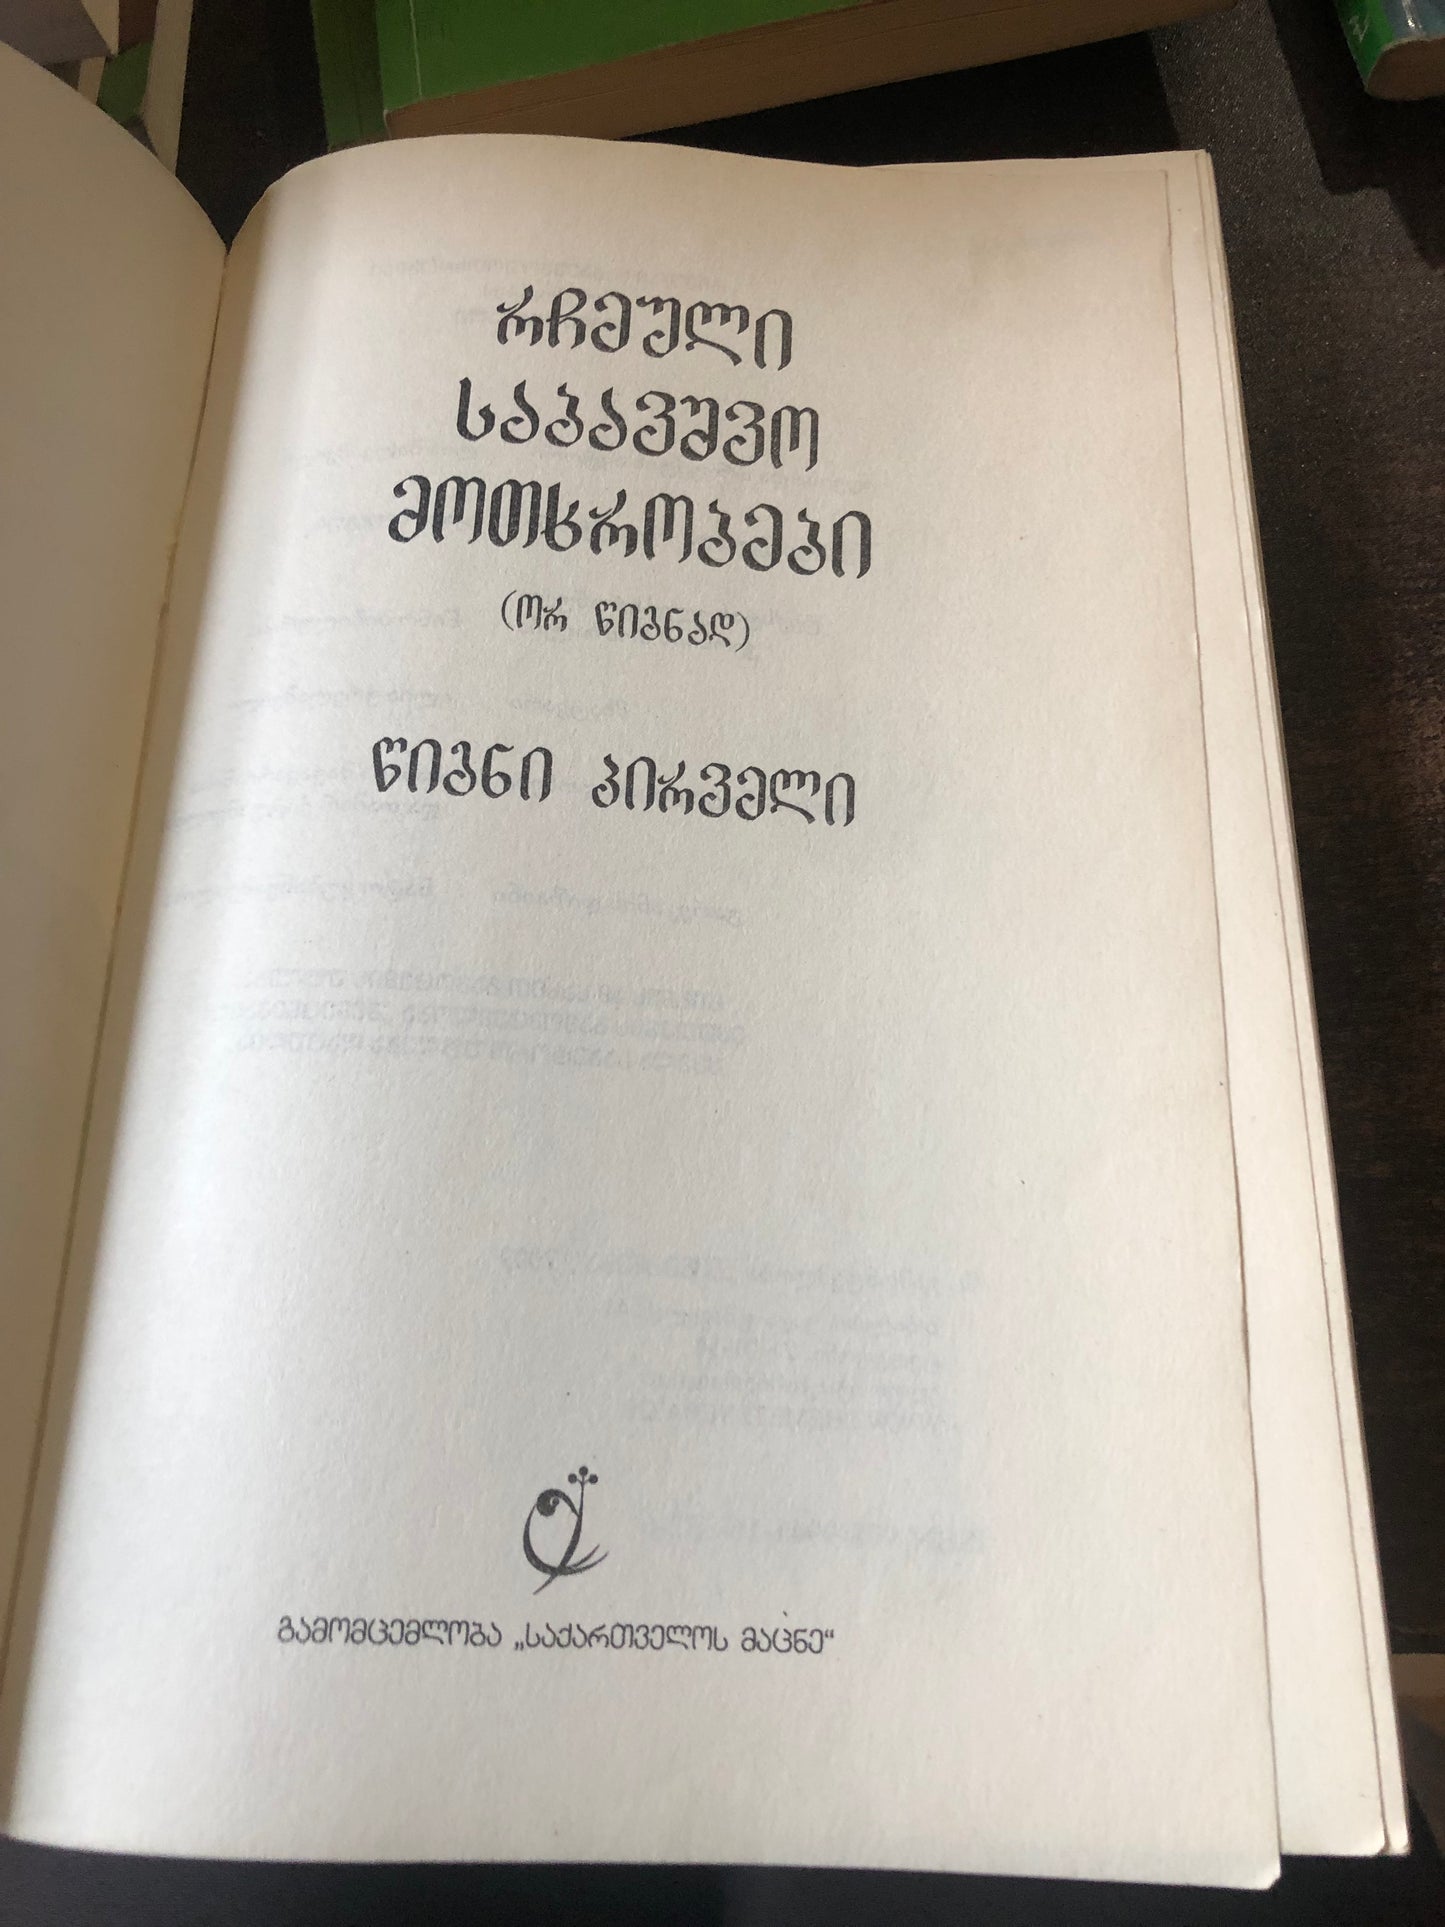 რჩეული
საბავშვო
მოთხრობები
(ორ წიგნად)
წიგნი პირველი
გამომცემლობა „საქართველოს მაცნე“